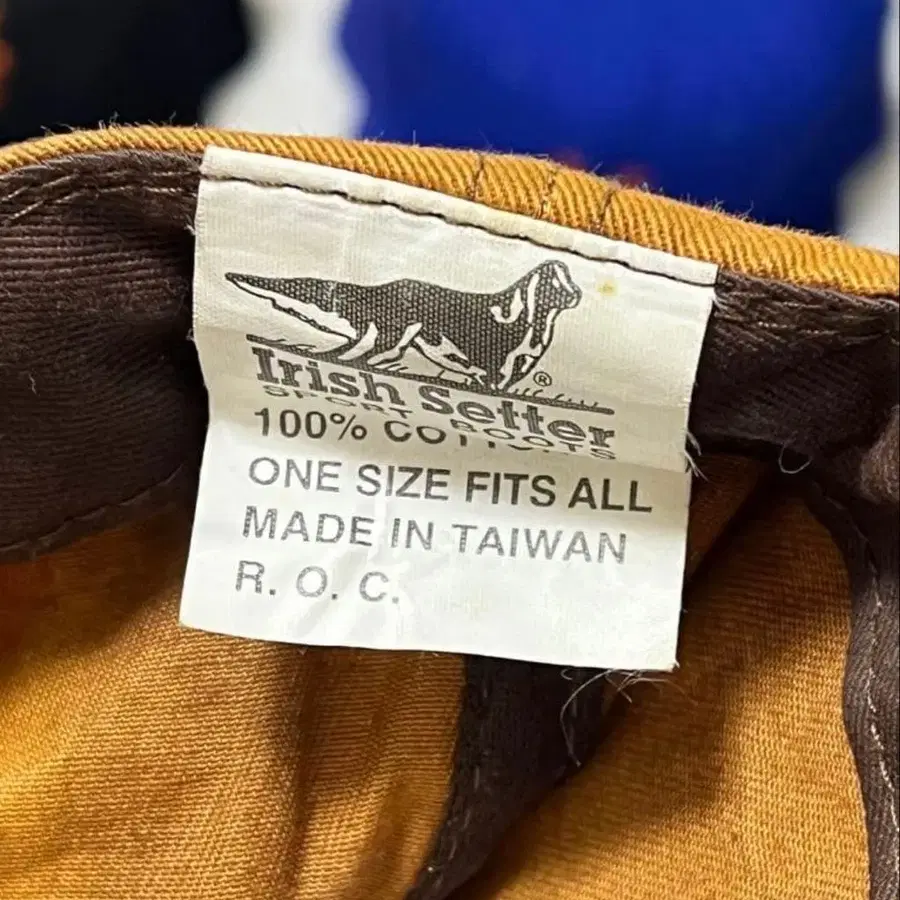 ®
Irish Setter
SPORT BOOTS
100% COTTON
ONE SIZE FITS ALL
MADE IN TAIWAN
R. O. C.